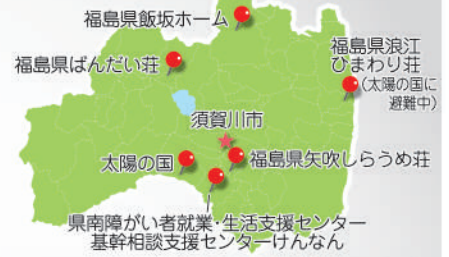 福島県飯坂ホーム
福島県ばんだい荘
福島県浪江
ひまわり荘
(太陽の国に
避難中)
須賀川市
太陽の国
福島県矢吹しらうめ荘
県南障がい者就業・生活支援センター
基幹相談支援センターけんなん